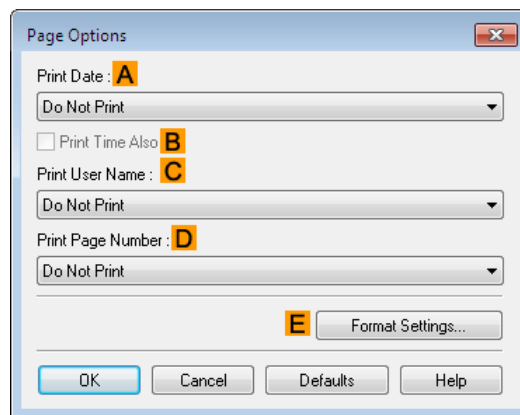 Page Options
Print Date : A
Do Not Print
Print Time Also B
Print User Name : C
Do Not Print
Print Page Number : D
Do Not Print
E Format Settings...
OK Cancel Defaults Help